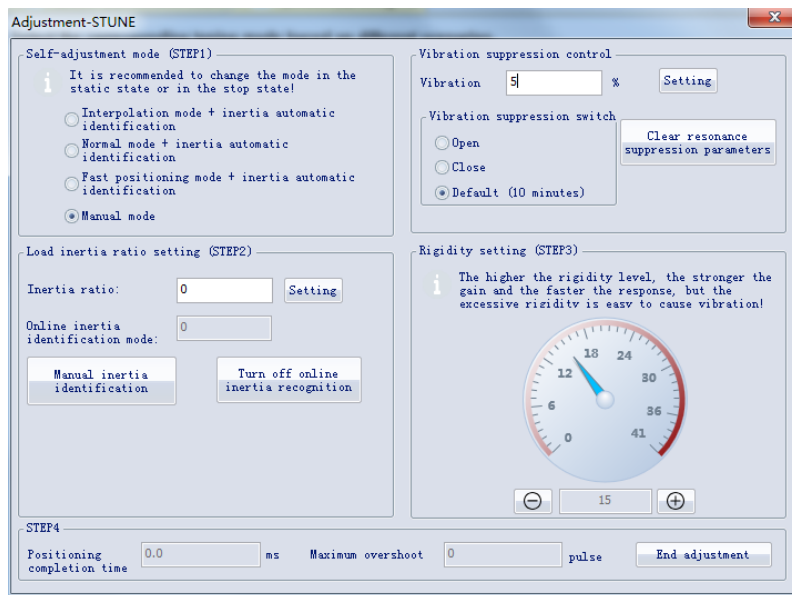 Adjustment-STUNE
Self-adjustment mode (STEP1)
It is recommended to change the mode in the
static state or in the stop state!
Interpolation mode + inertia automatic
identification
Normal mode + inertia automatic
identification
Fast positioning mode + inertia automatic
identification
Manual mode
Vibration suppression control
Vibration 5 % Setting
Vibration suppression switch
Open
Close
Default (10 minutes)
Clear resonance
suppression parameters
Load inertia ratio setting (STEP2)
Inertia ratio: 0 Setting
Online inertia
identification mode: 0
Manual inertia
identification
Turn off online
inertia recognition
Rigidity setting (STEP3)
The higher the rigidity level, the stronger the
gain and the faster the response, but the
excessive rigidity is easy to cause vibration!
0
6
12
18
24
30
36
41
15
STEP4
Positioning
completion time 0.0 ms
Maximum overshoot 0 pulse
End adjustment